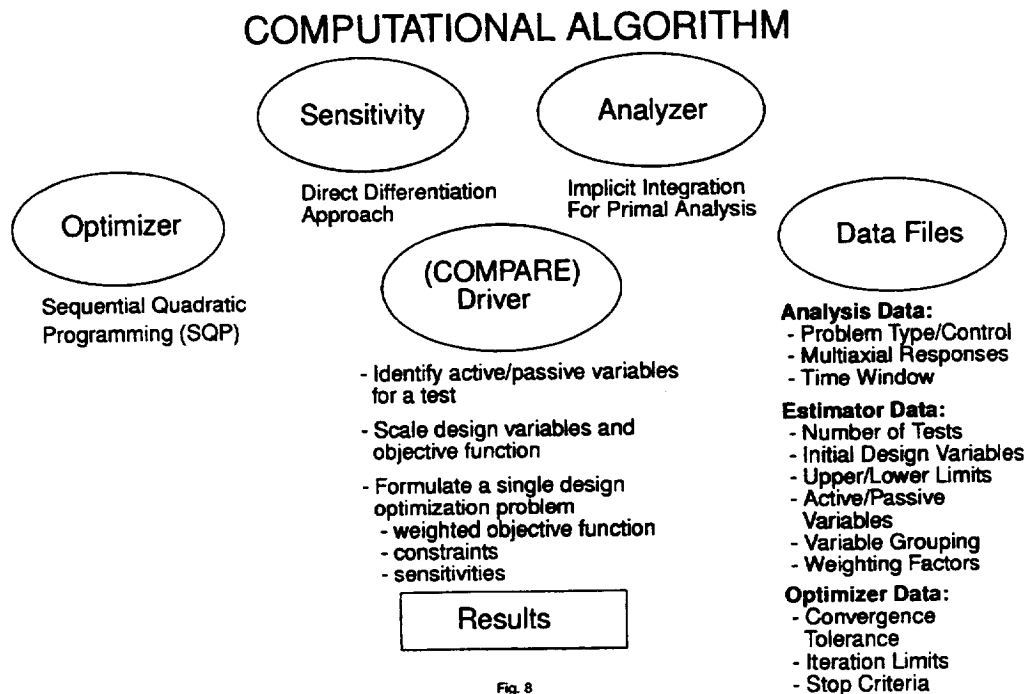 COMPUTATIONAL ALGORITHM
Sensitivity
Direct Differentiation
Approach
Analyzer
Implicit Integration
For Primal Analysis
Optimizer
Sequential Quadratic
Programming (SQP)
(COMPARE)
Driver
- Identify active/passive variables
for a test
- Scale design variables and
objective function
- Formulate a single design
optimization problem
- weighted objective function
- constraints
- sensitivities
Results
Data Files
Analysis Data:
- Problem Type/Control
- Multiaxial Responses
- Time Window
Estimator Data:
- Number of Tests
- Initial Design Variables
- Upper/Lower Limits
- Active/Passive
Variables
- Variable Grouping
- Weighting Factors
Optimizer Data:
- Convergence
Tolerance
- Iteration Limits
- Stop Criteria
Fig. 8